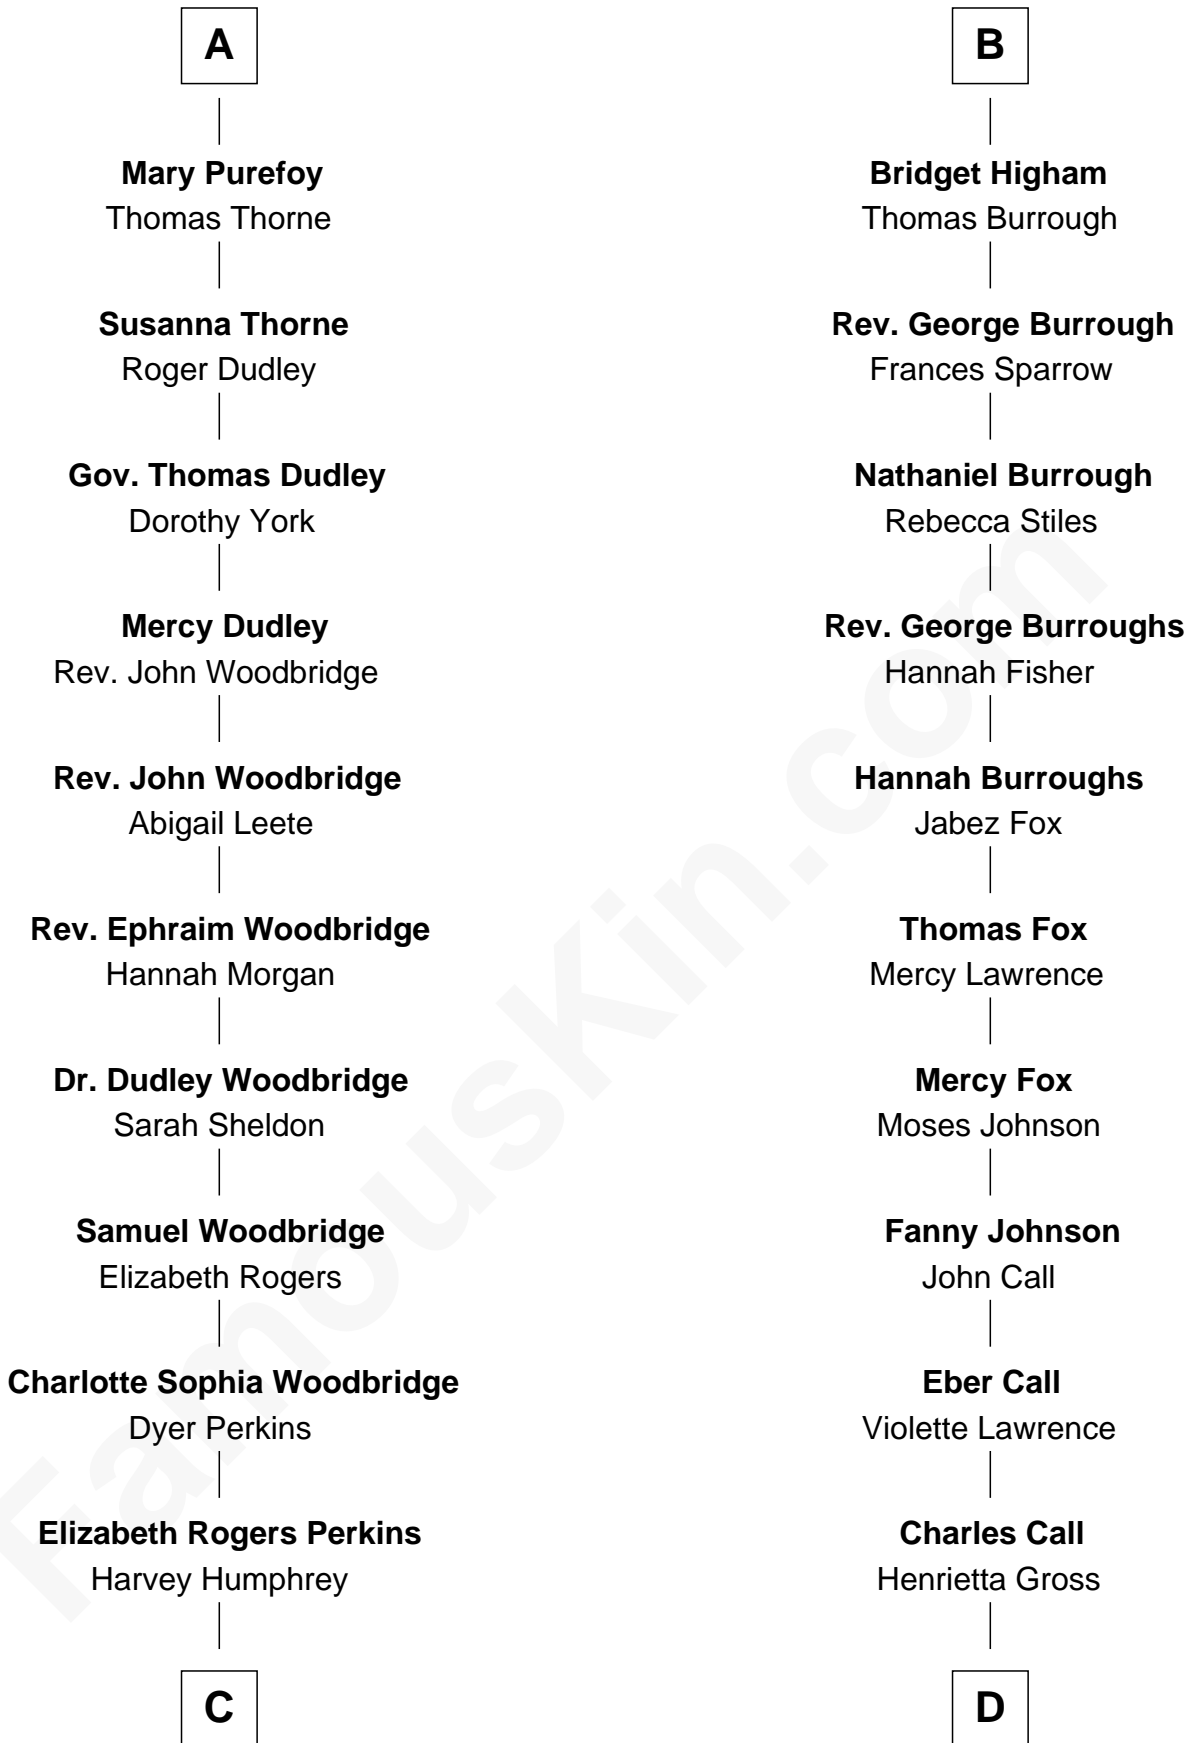 A
Mary Purefoy
Thomas Thorne
Susanna Thorne
Roger Dudley
Gov. Thomas Dudley
Dorothy York
Mercy Dudley
Rev. John Woodbridge
Rev. John Woodbridge
Abigail Leete
Rev. Ephraim Woodbridge
Hannah Morgan
Dr. Dudley Woodbridge
Sarah Sheldon
Samuel Woodbridge
Elizabeth Rogers
Charlotte Sophia Woodbridge
Dyer Perkins
Elizabeth Rogers Perkins
Harvey Humphrey
C
B
Bridget Higham
Thomas Burrough
Rev. George Burrough
Frances Sparrow
Nathaniel Burrough
Rebecca Stiles
Rev. George Burroughs
Hannah Fisher
Hannah Burroughs
Jabez Fox
Thomas Fox
Mercy Lawrence
Mercy Fox
Moses Johnson
Fanny Johnson
John Call
Eber Call
Violette Lawrence
Charles Call
Henrietta Gross
D
FamousKin.com